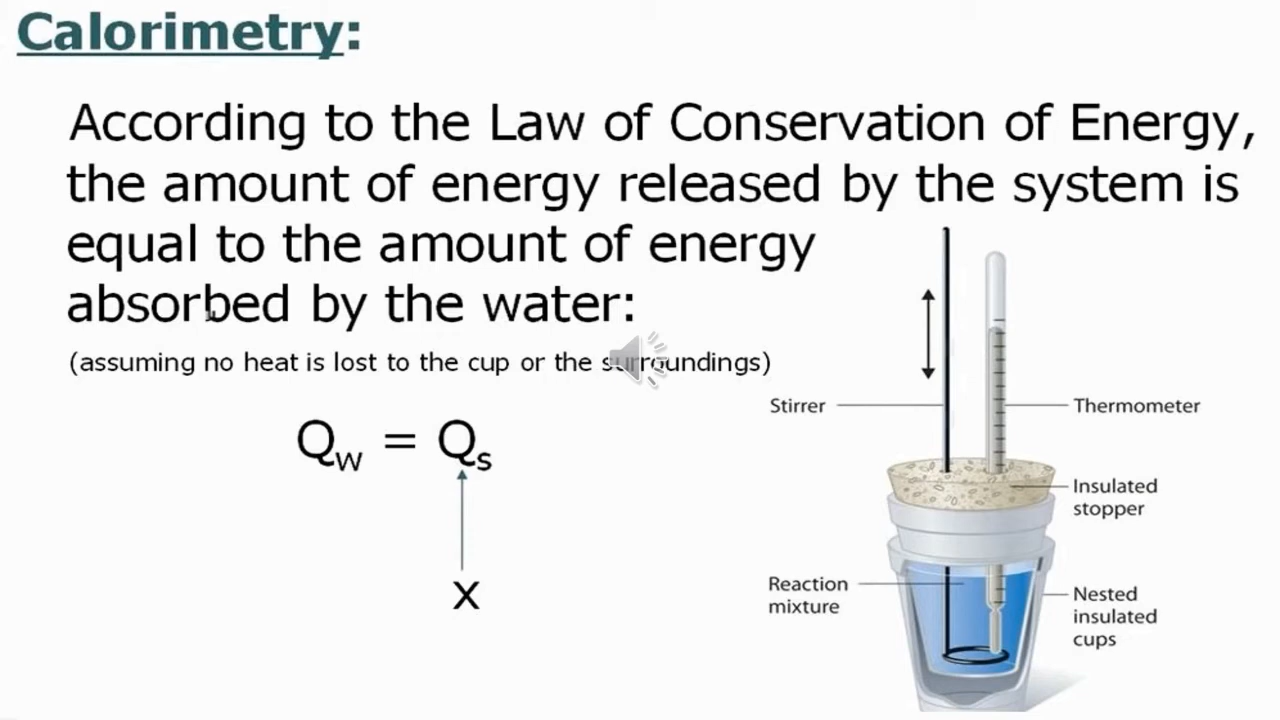 Calorimetry:
According to the Law of Conservation of Energy,
the amount of energy released by the system is
equal to the amount of energy
absorbed by the water:
(assuming no heat is lost to the cup or the surroundings)
Qw = Qs
x
Stirrer
Thermometer
Insulated
stopper
Reaction
mixture
Nested
insulated
cups